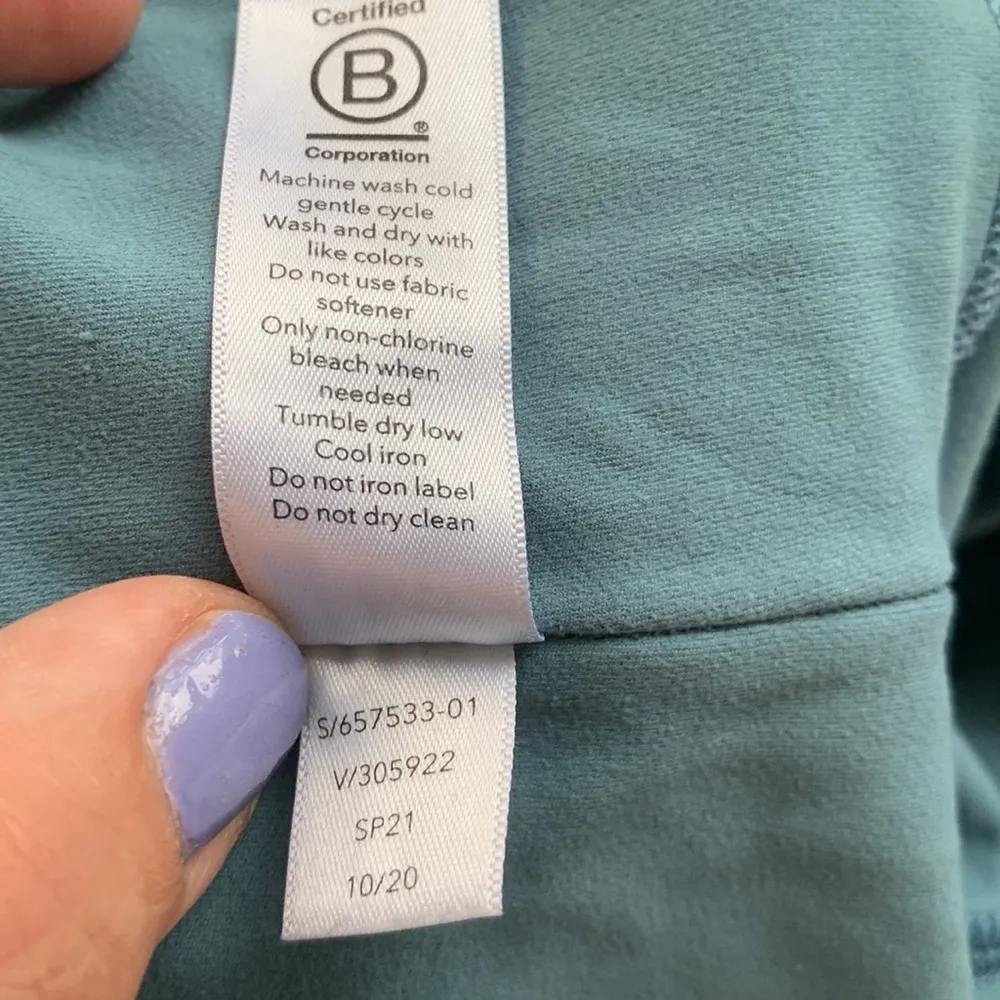 Certified
B
®
Corporation
Machine wash cold
gentle cycle
Wash and dry with
like colors
Do not use fabric
softener
Only non-chlorine
bleach when
needed
Tumble dry low
Cool iron
Do not iron label
Do not dry clean
S/657533-01
V/305922
SP21
10/20